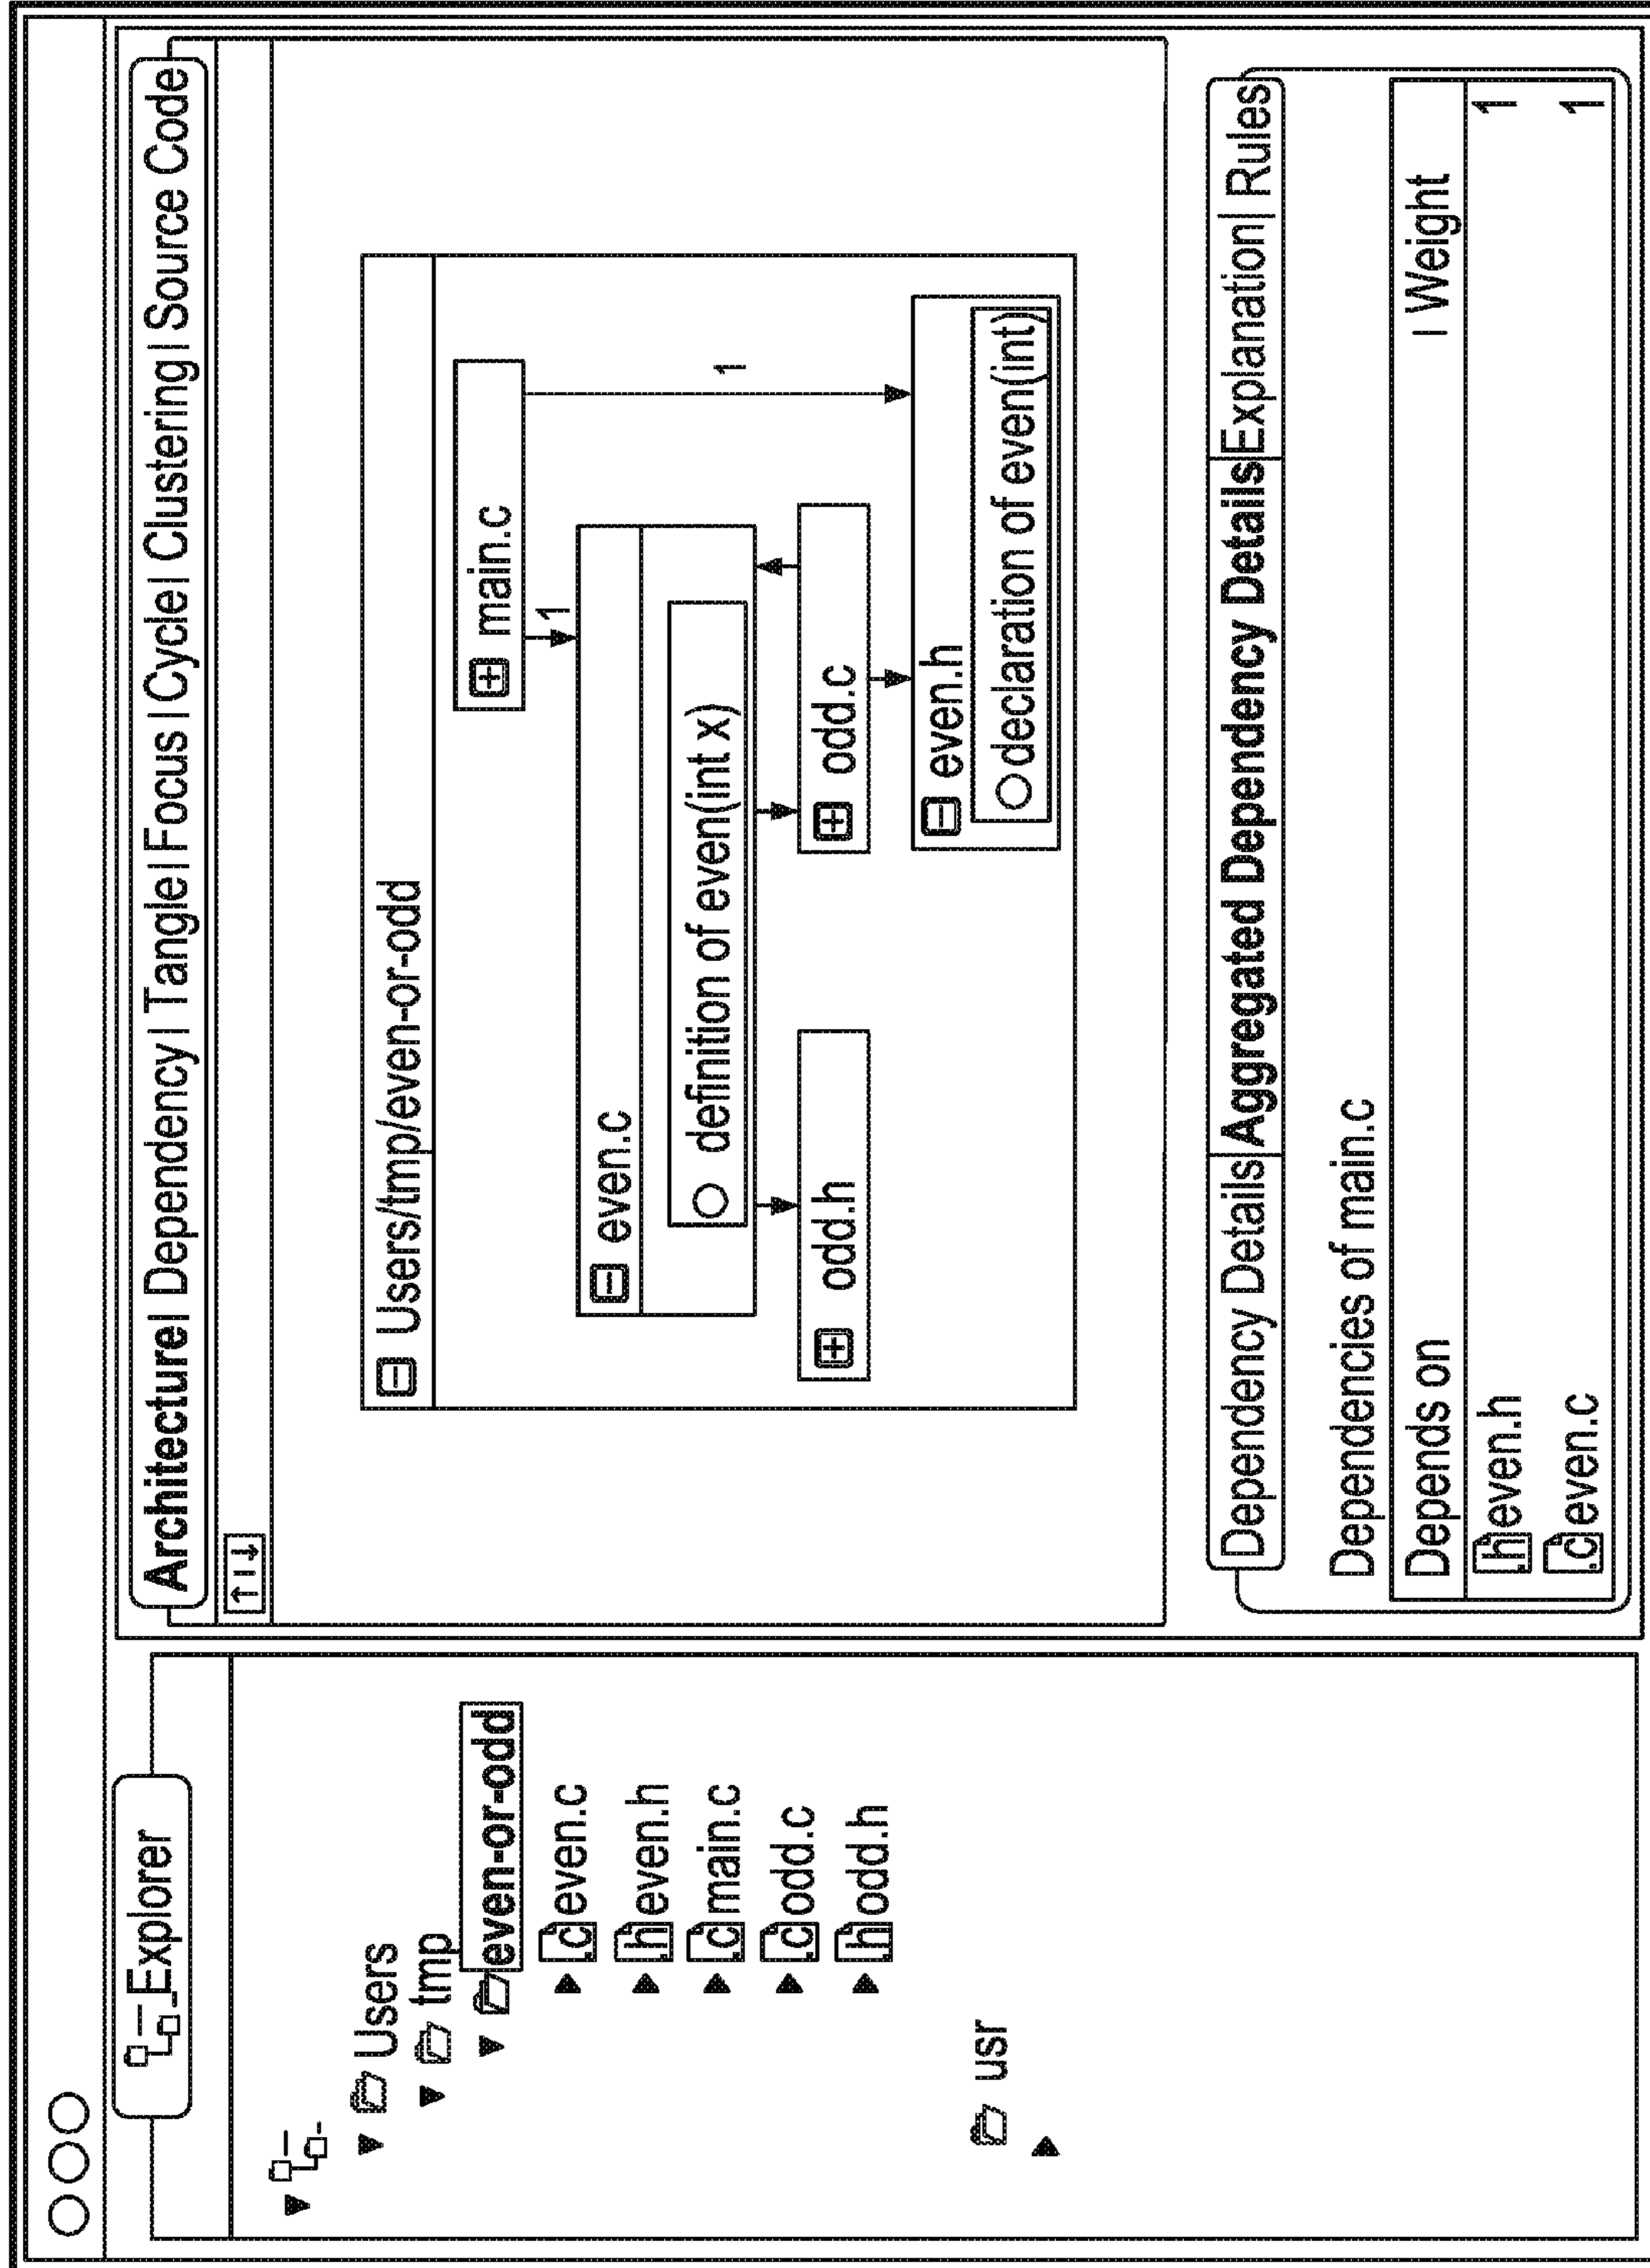 Explorer
Users
tmp
even-or-odd
.c even.c
.h even.h
.c main.c
.c odd.c
.h odd.h
usr
Architecture | Dependency | Tangle | Focus | Cycle | Clustering | Source Code
Users/tmp/even-or-odd
main.c
1
1
even.c
definition of even(int x)
odd.h
odd.c
even.h
declaration of even(int)
Dependency Details Aggregated Dependency Details Explanation | Rules
Dependencies of main.c
Depends on | Weight
.h even.h 1
.c even.c 1